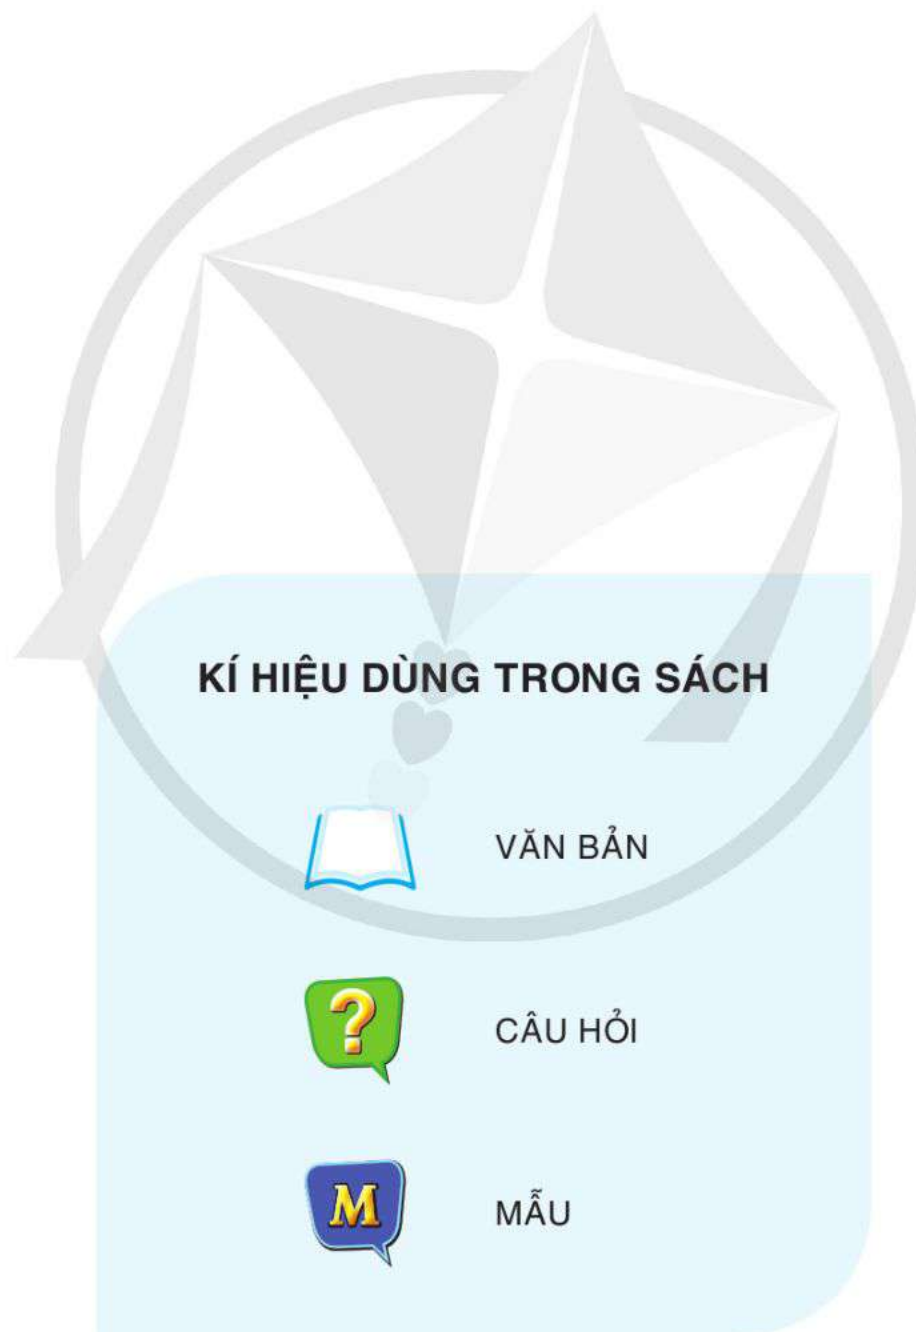 KÍ HIỆU DÙNG TRONG SÁCH
VĂN BẢN
?
CÂU HỎI
M
MẪU